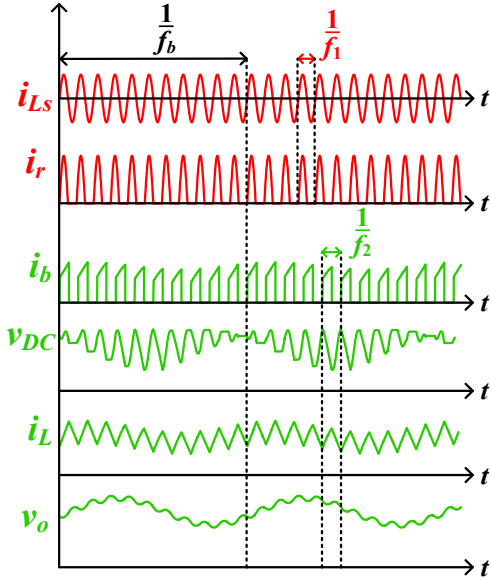 1/f_b
1/f_1
i_Ls
t
i_r
t
1/f_2
i_b
t
v_DC
t
i_L
t
v_o
t